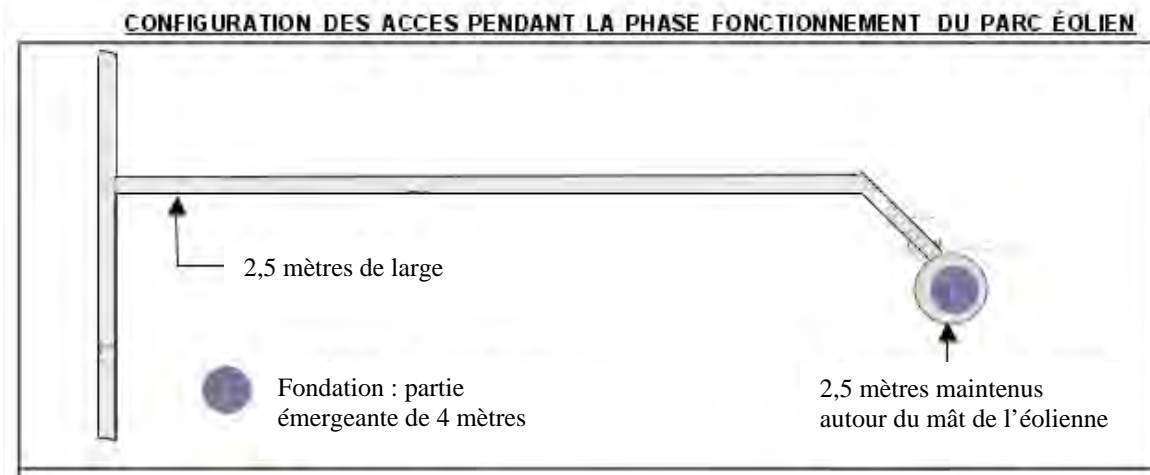 CONFIGURATION DES ACCES PENDANT LA PHASE FONCTIONNEMENT DU PARC ÉOLIEN
2,5 mètres de large
Fondation : partie
émergeante de 4 mètres
2,5 mètres maintenus
autour du mât de l’éolienne